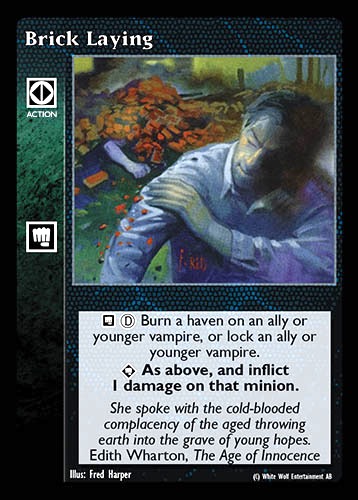 Brick Laying
ACTION
D Burn a haven on an ally or
younger vampire, or lock an ally or
younger vampire.
As above, and inflict
1 damage on that minion.
She spoke with the cold-blooded
complacency of the aged throwing
earth into the grave of young hopes.
Edith Wharton, The Age of Innocence
Illus: Fred Harper
(C) White Wolf Entertainment AB